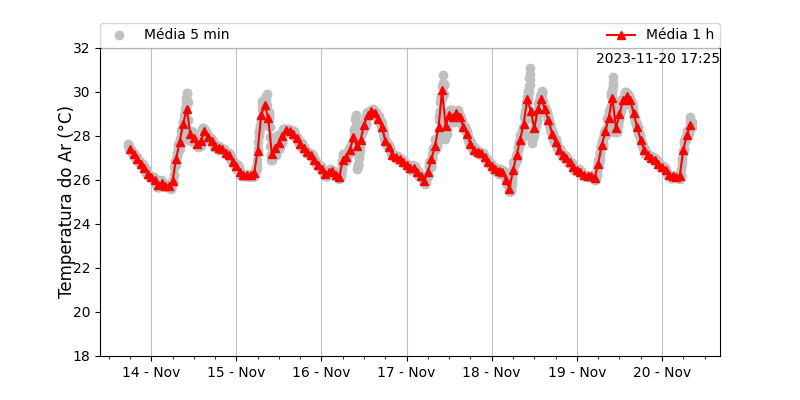 Média 5 min
Média 1 h
2023-11-20 17:25
Temperatura do Ar (°C)
32
30
28
26
24
22
20
18
14 - Nov
15 - Nov
16 - Nov
17 - Nov
18 - Nov
19 - Nov
20 - Nov